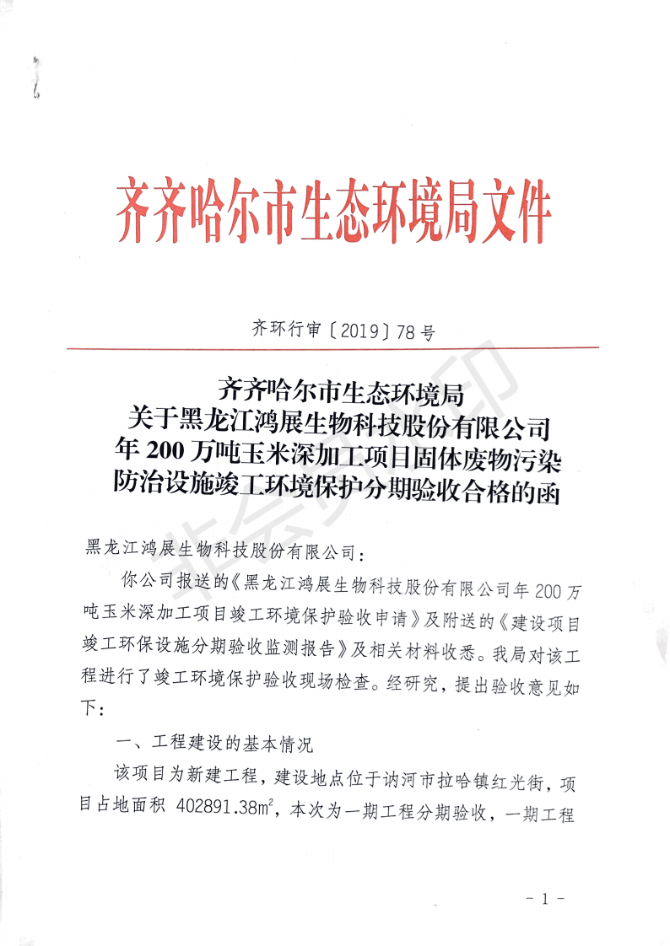 齐齐哈尔市生态环境局文件
齐环行审〔2019〕78号
齐齐哈尔市生态环境局
关于黑龙江鸿展生物科技股份有限公司
年200万吨玉米深加工项目固体废物污染
防治设施竣工环境保护分期验收合格的函
黑龙江鸿展生物科技股份有限公司：
你公司报送的《黑龙江鸿展生物科技股份有限公司年200万
吨玉米深加工项目竣工环境保护验收申请》及附送的《建设项目
竣工环保设施分期验收监测报告》及相关材料收悉。我局对该工
程进行了竣工环境保护验收现场检查。经研究，提出验收意见如
下：
一、工程建设的基本情况
该项目为新建工程，建设地点位于讷河市拉哈镇红光街，项
目占地面积 402891.38㎡，本次为一期工程分期验收，一期工程
- 1 -
非会员水印